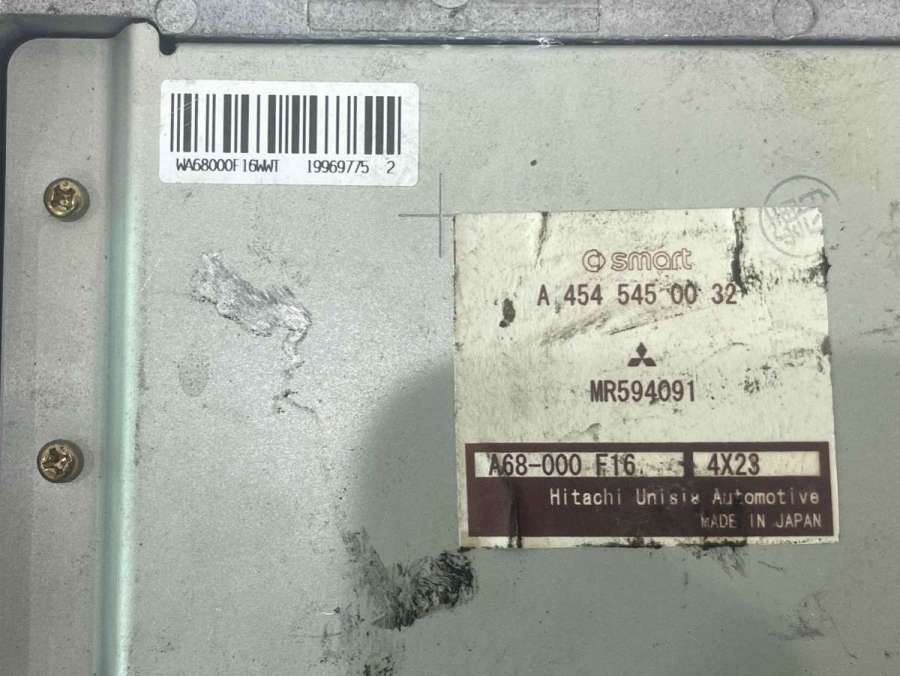 WA68000F16WWT 19969775 2
smart
A 454 545 00 32
MR594091
A68-000 F16. 4X23
Hitachi Unisia Automotive
MADE IN JAPAN